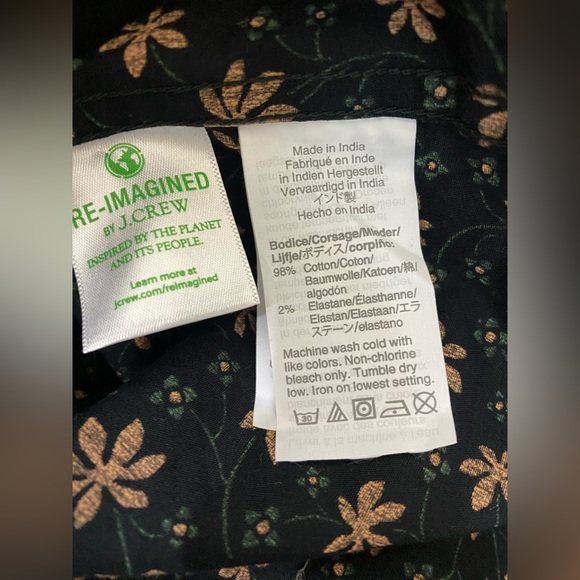 RE-IMAGINED
BY J.CREW
INSPIRED BY THE PLANET
AND ITS PEOPLE.
Learn more at
jcrew.com/reimagined
Made in India
Fabriqué en Inde
in Indien Hergestellt
Vervaardigd in India
インド製
Hecho en India
Bodice/Corsage/Mieder/
Lijfje/ボディス/corpiño:
98% Cotton/Coton/
Baumwolle/Katoen/綿/
algodón
2% Elastane/Élasthanne/
Elastan/Elastaan/エラ
ステーン/elastano
Machine wash cold with
like colors. Non-chlorine
bleach only. Tumble dry
low. Iron on lowest setting.
30